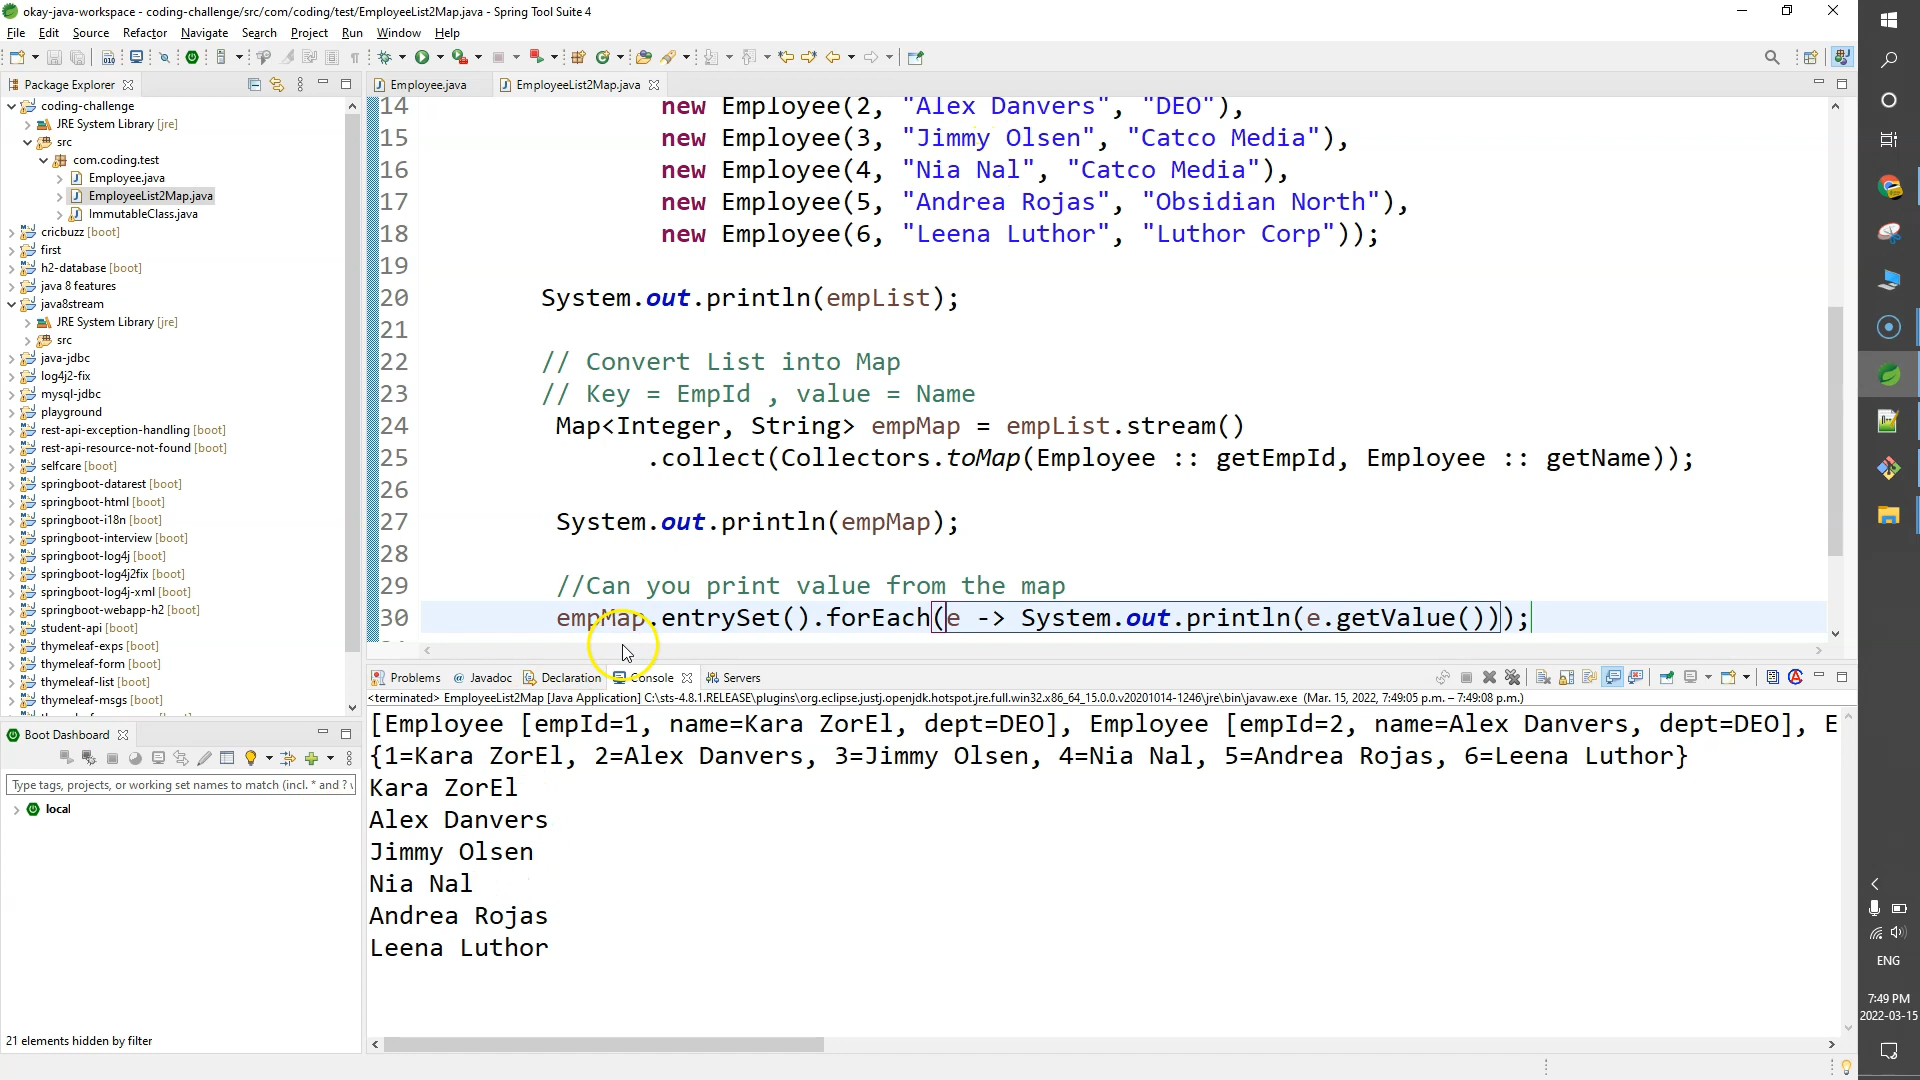 okay-java-workspace - coding-challenge/src/com/coding/test/EmployeeList2Map.java - Spring Tool Suite 4
File Edit Source Refactor Navigate Search Project Run Window Help
Package Explorer
coding-challenge
JRE System Library [jre]
src
com.coding.test
Employee.java
EmployeeList2Map.java
ImmutableClass.java
cricbuzz [boot]
first
h2-database [boot]
java 8 features
java8stream
JRE System Library [jre]
src
java-jdbc
log4j2-fix
mysql-jdbc
playground
rest-api-exception-handling [boot]
rest-api-resource-not-found [boot]
selfcare [boot]
springboot-datarest [boot]
springboot-html [boot]
springboot-i18n [boot]
springboot-interview [boot]
springboot-log4j [boot]
springboot-log4j2fix [boot]
springboot-log4j-xml [boot]
springboot-webapp-h2 [boot]
student-api [boot]
thymeleaf-exps [boot]
thymeleaf-form [boot]
thymeleaf-list [boot]
thymeleaf-msgs [boot]
Boot Dashboard
Type tags, projects, or working set names to match (incl. * and ? 
local
21 elements hidden by filter
Employee.java EmployeeList2Map.java
14 new Employee(2, "Alex Danvers", "DEO"),
15 new Employee(3, "Jimmy Olsen", "Catco Media"),
16 new Employee(4, "Nia Nal", "Catco Media"),
17 new Employee(5, "Andrea Rojas", "Obsidian North"),
18 new Employee(6, "Leena Luthor", "Luthor Corp"));
19
20 System.out.println(empList);
21
22 // Convert List into Map
23 // Key = EmpId , value = Name
24 Map<Integer, String> empMap = empList.stream()
25 .collect(Collectors.toMap(Employee :: getEmpId, Employee :: getName));
26
27 System.out.println(empMap);
28
29 //Can you print value from the map
30 empMap.entrySet().forEach(e -> System.out.println(e.getValue()));
Problems Javadoc Declaration Console Servers
<terminated> EmployeeList2Map [Java Application] C:\sts-4.8.1.RELEASE\plugins\org.eclipse.justj.openjdk.hotspot.jre.full.win32.x86_64_15.0.0.v20201014-1246\jre\bin\javaw.exe (Mar. 15, 2022, 7:49:05 p.m. – 7:49:08 p.m.)
[Employee [empId=1, name=Kara ZorEl, dept=DEO], Employee [empId=2, name=Alex Danvers, dept=DEO], E
{1=Kara ZorEl, 2=Alex Danvers, 3=Jimmy Olsen, 4=Nia Nal, 5=Andrea Rojas, 6=Leena Luthor}
Kara ZorEl
Alex Danvers
Jimmy Olsen
Nia Nal
Andrea Rojas
Leena Luthor
ENG
7:49 PM
2022-03-15